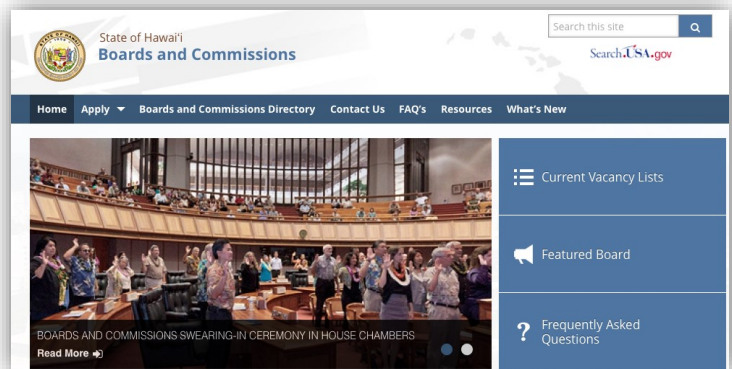 State of Hawai'i
Boards and Commissions
Search this site
Search.USA.gov
Home Apply Boards and Commissions Directory Contact Us FAQ's Resources What's New
BOARDS AND COMMISSIONS SWEARING-IN CEREMONY IN HOUSE CHAMBERS
Read More
Current Vacancy Lists
Featured Board
Frequently Asked
Questions